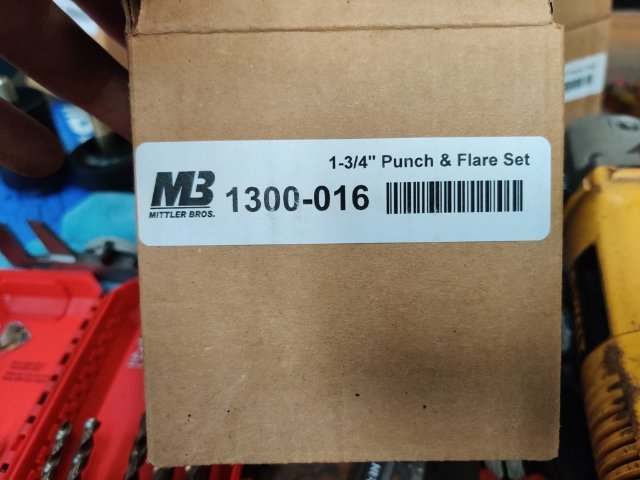 1-3/4" Punch & Flare Set
MB
MITTLER BROS.
1300-016